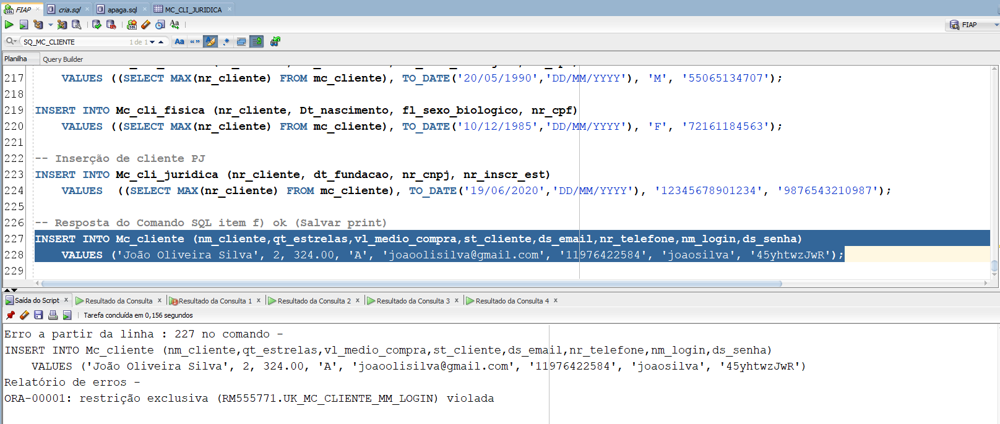 FIAP cria.sql apaga.sql MC_CLI_JURIDICA
FIAP
SQ_MC_CLIENTE 1 de 1 Aa
Planilha Query Builder
217 VALUES ((SELECT MAX(nr_cliente) FROM mc_cliente), TO_DATE('20/05/1990','DD/MM/YYYY'), 'M', '55065134707');
218
219 INSERT INTO Mc_cli_fisica (nr_cliente, Dt_nascimento, fl_sexo_biologico, nr_cpf)
220 VALUES ((SELECT MAX(nr_cliente) FROM mc_cliente), TO_DATE('10/12/1985','DD/MM/YYYY'), 'F', '72161184563');
221
222 -- Inserção de cliente PJ
223 INSERT INTO Mc_cli_juridica (nr_cliente, dt_fundacao, nr_cnpj, nr_inscr_est)
224 VALUES ((SELECT MAX(nr_cliente) FROM mc_cliente), TO_DATE('19/06/2020','DD/MM/YYYY'), '12345678901234', '9876543210987');
225
226 -- Resposta do Comando SQL item f) ok (Salvar print)
227 INSERT INTO Mc_cliente (nm_cliente,qt_estrelas,vl_medio_compra,st_cliente,ds_email,nr_telefone,nm_login,ds_senha)
228 VALUES ('João Oliveira Silva', 2, 324.00, 'A', 'joaoolisilva@gmail.com', '11976422584', 'joaosilva', '45yhtwzJwR');
229
Saída do Script x Resultado da Consulta x Resultado da Consulta 1 x Resultado da Consulta 2 x Resultado da Consulta 3 x Resultado da Consulta 4 x
Tarefa concluída em 0,156 segundos
Erro a partir da linha : 227 no comando -
INSERT INTO Mc_cliente (nm_cliente,qt_estrelas,vl_medio_compra,st_cliente,ds_email,nr_telefone,nm_login,ds_senha)
VALUES ('João Oliveira Silva', 2, 324.00, 'A', 'joaoolisilva@gmail.com', '11976422584', 'joaosilva', '45yhtwzJwR')
Relatório de erros -
ORA-00001: restrição exclusiva (RM555771.UK_MC_CLIENTE_MM_LOGIN) violada